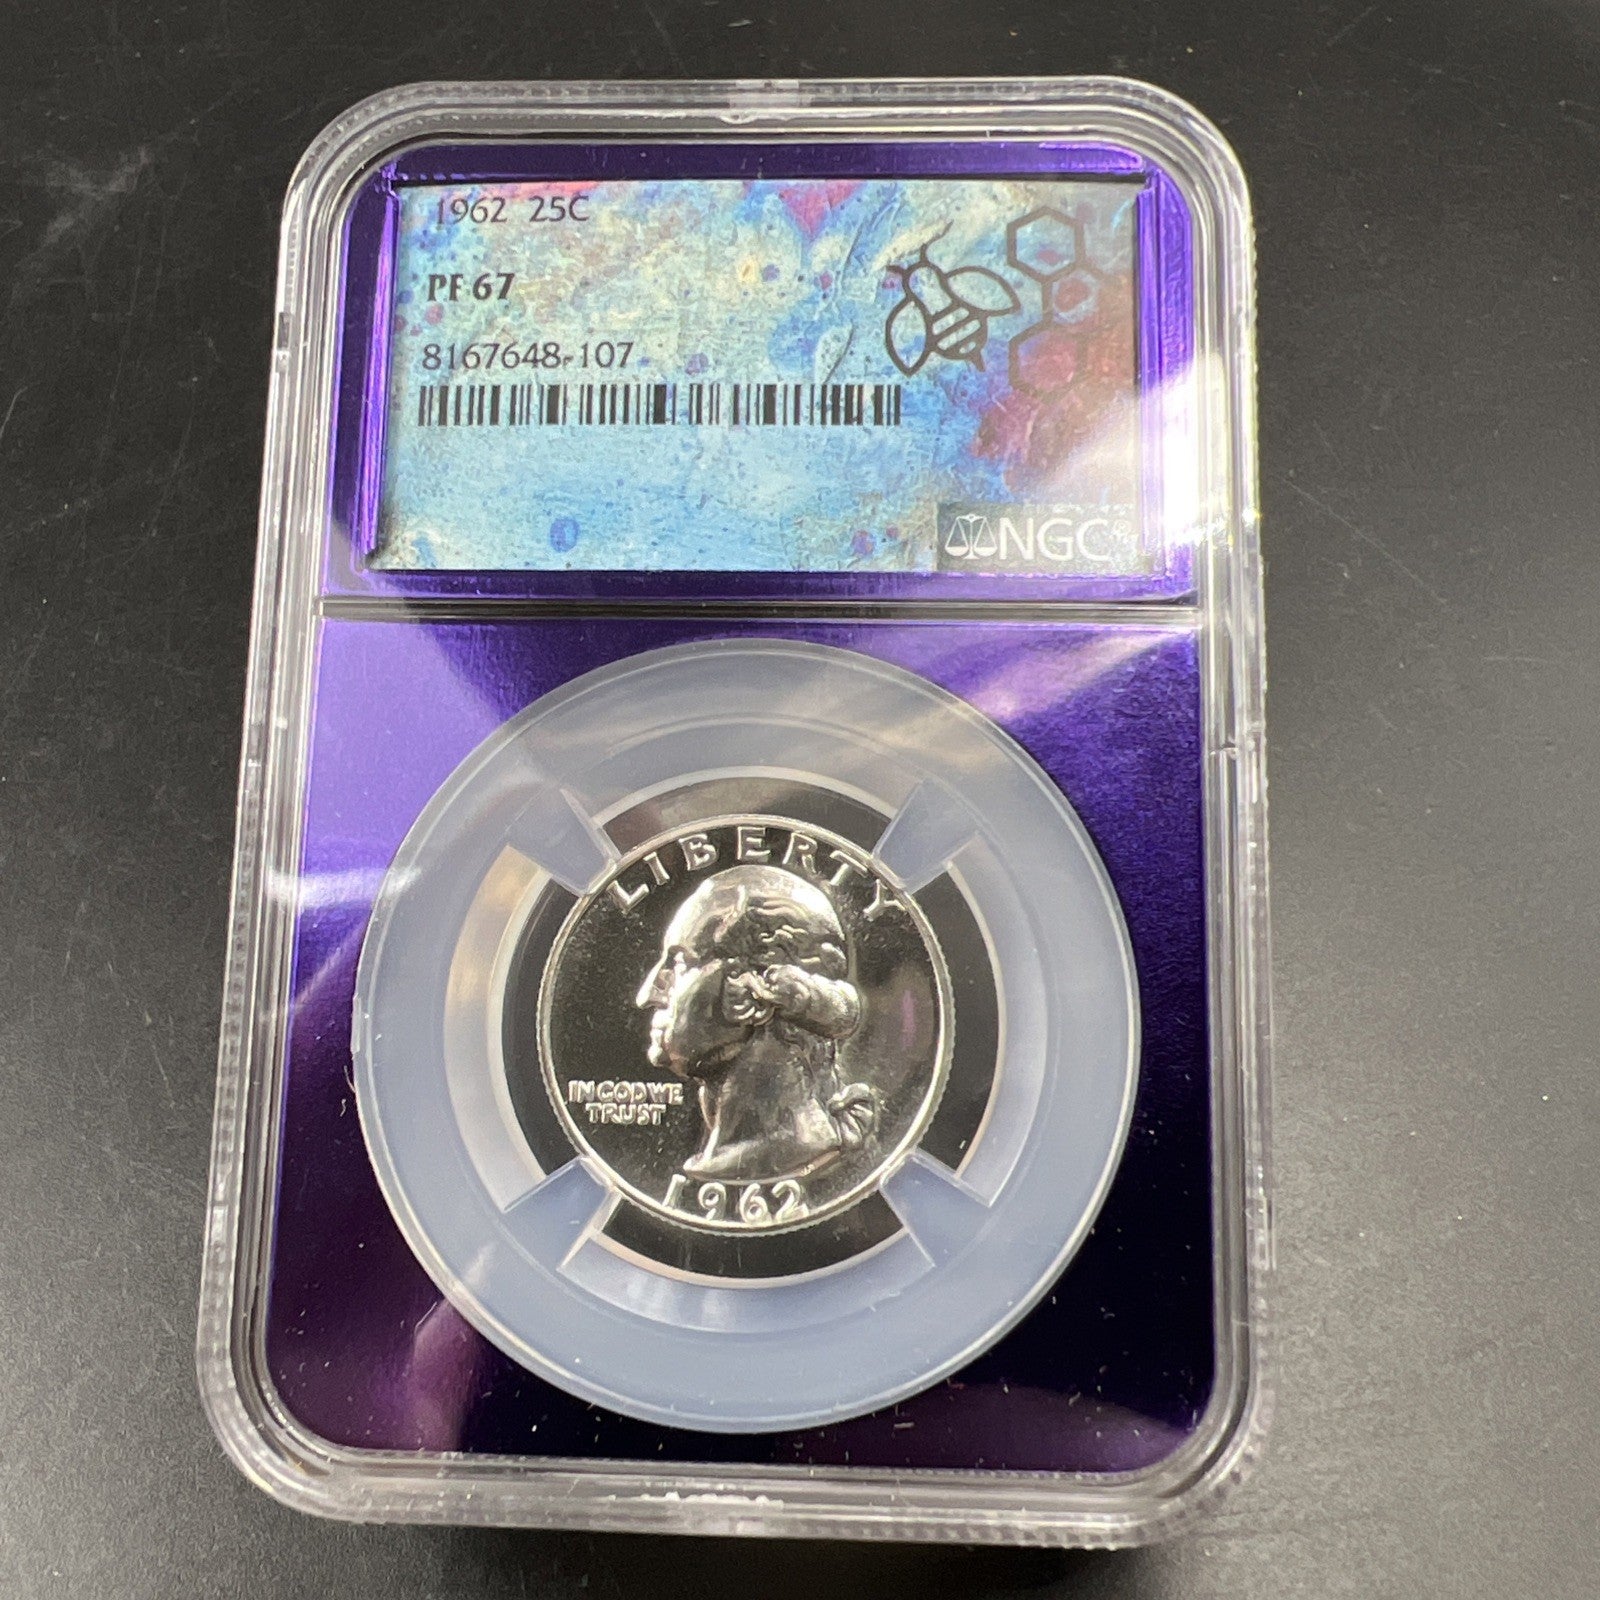 1962 25C
PF 67
8167648-107
NGC
LIBERTY
IN GOD WE
TRUST
1962